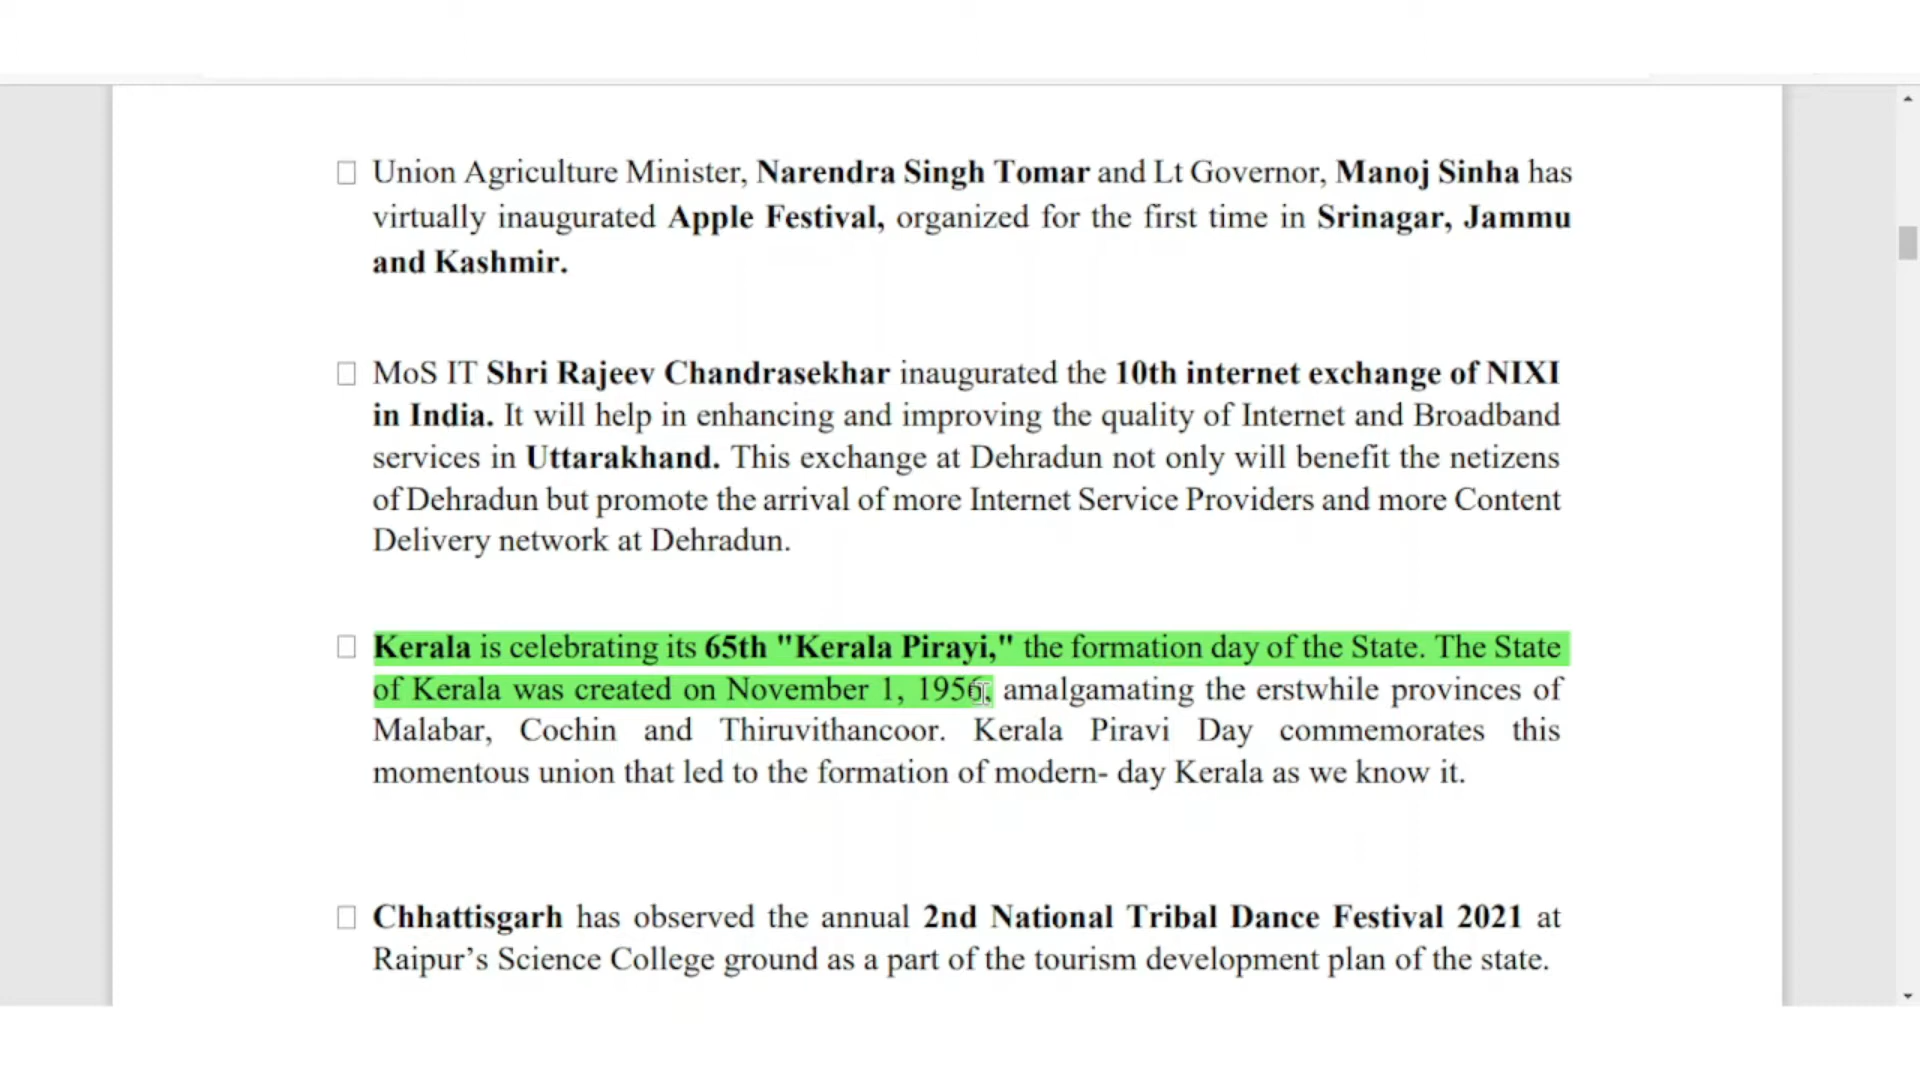 Union Agriculture Minister, Narendra Singh Tomar and Lt Governor, Manoj Sinha has
virtually inaugurated Apple Festival, organized for the first time in Srinagar, Jammu
and Kashmir.
MoS IT Shri Rajeev Chandrasekhar inaugurated the 10th internet exchange of NIXI
in India. It will help in enhancing and improving the quality of Internet and Broadband
services in Uttarakhand. This exchange at Dehradun not only will benefit the netizens
of Dehradun but promote the arrival of more Internet Service Providers and more Content
Delivery network at Dehradun.
Kerala is celebrating its 65th "Kerala Pirayi," the formation day of the State. The State
of Kerala was created on November 1, 1956, amalgamating the erstwhile provinces of
Malabar, Cochin and Thiruvithancoor. Kerala Piravi Day commemorates this
momentous union that led to the formation of modern- day Kerala as we know it.
Chhattisgarh has observed the annual 2nd National Tribal Dance Festival 2021 at
Raipur’s Science College ground as a part of the tourism development plan of the state.